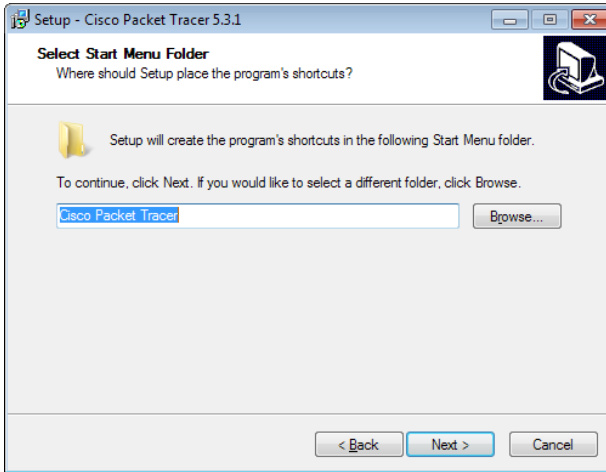 Setup - Cisco Packet Tracer 5.3.1
Select Start Menu Folder
Where should Setup place the program's shortcuts?
Setup will create the program's shortcuts in the following Start Menu folder.
To continue, click Next. If you would like to select a different folder, click Browse.
Cisco Packet Tracer
Browse...
< Back
Next >
Cancel